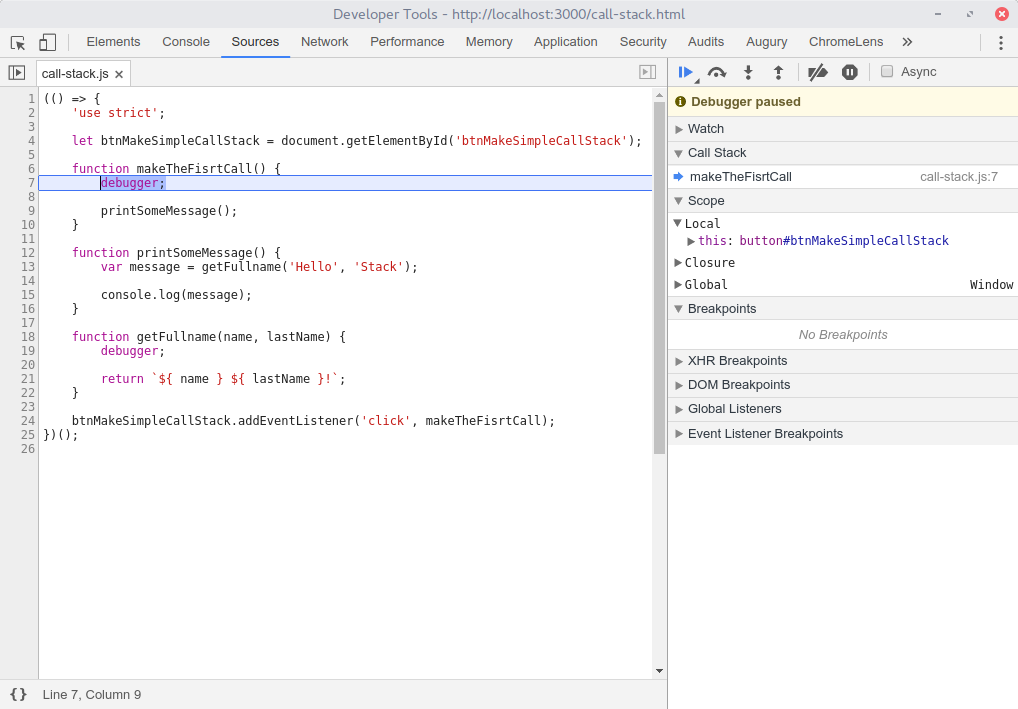 Developer Tools - http://localhost:3000/call-stack.html
Elements Console Sources Network Performance Memory Application Security Audits Augury ChromeLens »
call-stack.js ×
Async
1 (() => {
2     'use strict';
3
4     let btnMakeSimpleCallStack = document.getElementById('btnMakeSimpleCallStack');
5
6     function makeTheFisrtCall() {
7         debugger;
8
9         printSomeMessage();
10     }
11
12     function printSomeMessage() {
13         var message = getFullname('Hello', 'Stack');
14
15         console.log(message);
16     }
17
18     function getFullname(name, lastName) {
19         debugger;
20
21         return `${ name } ${ lastName }!`;
22     }
23
24     btnMakeSimpleCallStack.addEventListener('click', makeTheFisrtCall);
25 })();
26
{} Line 7, Column 9
Debugger paused
Watch
Call Stack
makeTheFisrtCall call-stack.js:7
Scope
Local
this: button#btnMakeSimpleCallStack
Closure
Global Window
Breakpoints
No Breakpoints
XHR Breakpoints
DOM Breakpoints
Global Listeners
Event Listener Breakpoints